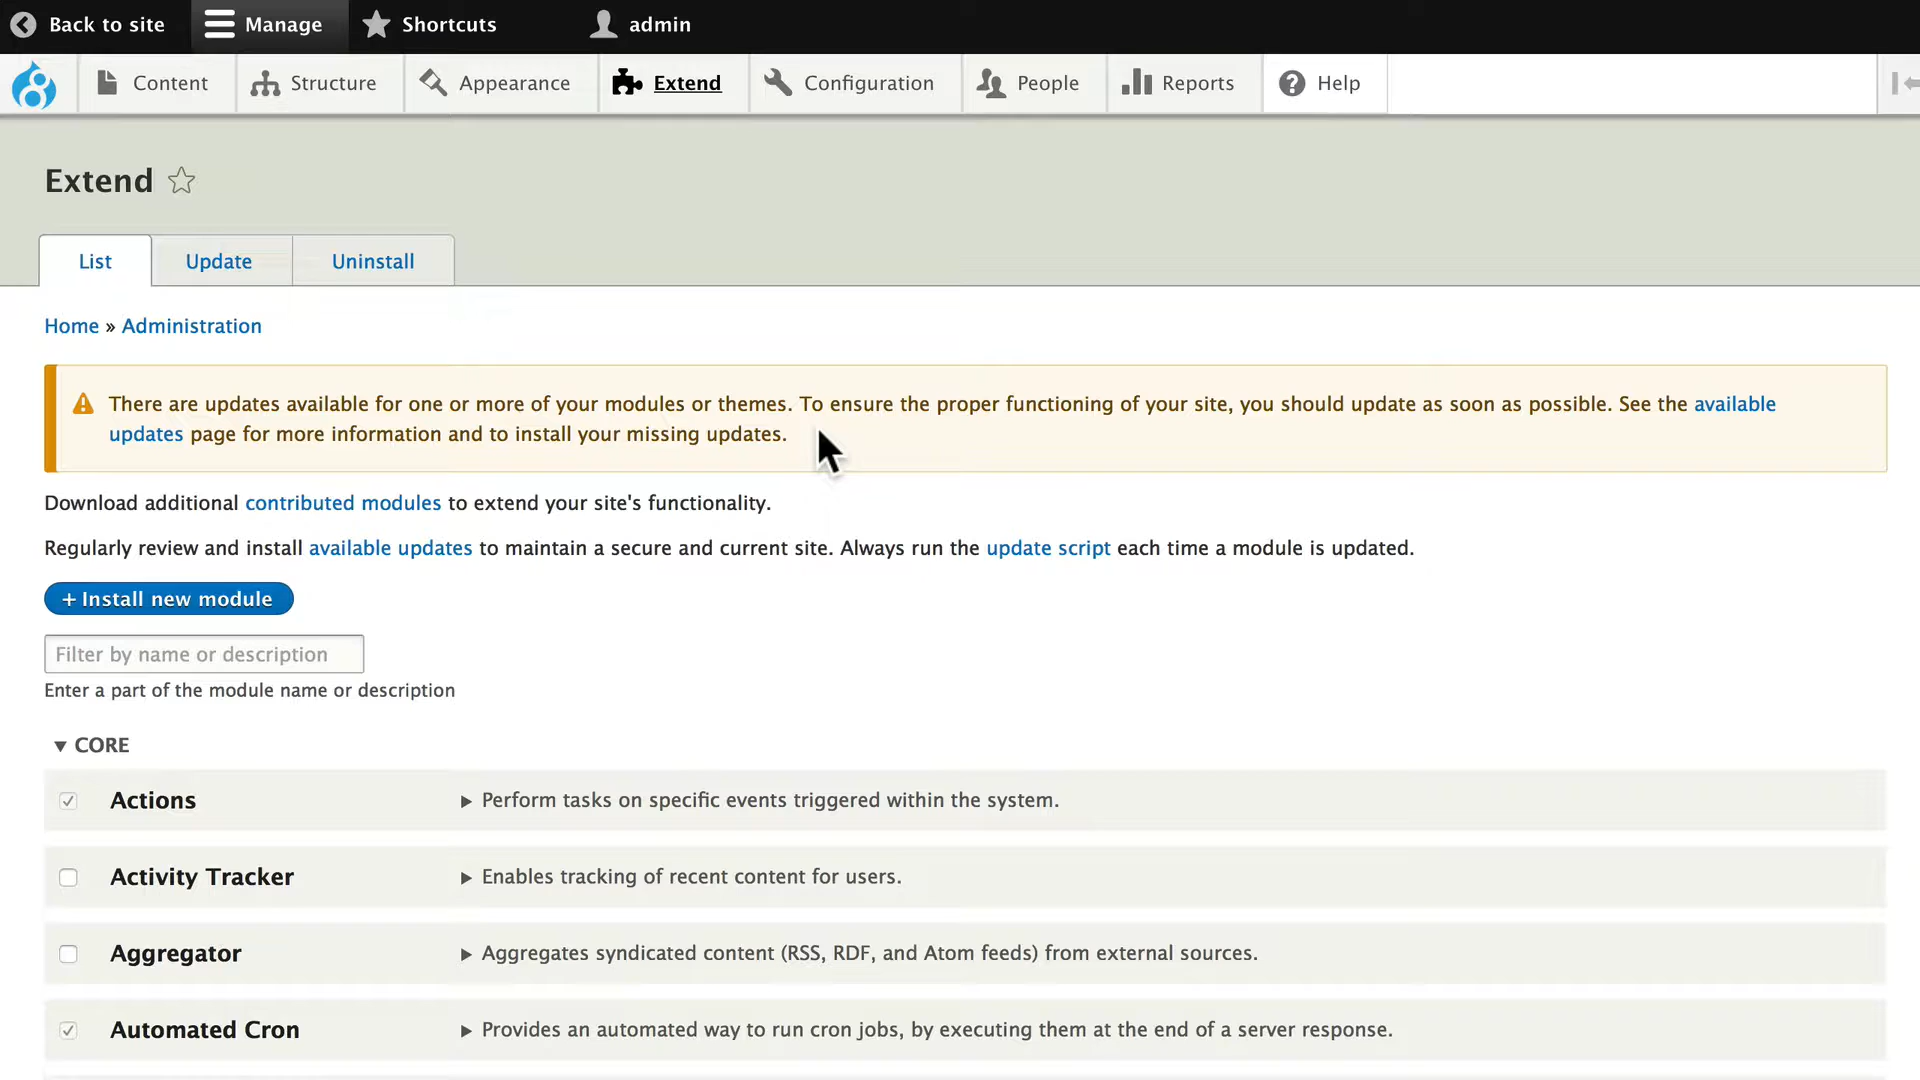 Back to site
Manage
Shortcuts
admin
Content
Structure
Appearance
Extend
Configuration
People
Reports
Help
Extend
List
Update
Uninstall
Home » Administration
There are updates available for one or more of your modules or themes. To ensure the proper functioning of your site, you should update as soon as possible. See the available
updates page for more information and to install your missing updates.
Download additional contributed modules to extend your site's functionality.
Regularly review and install available updates to maintain a secure and current site. Always run the update script each time a module is updated.
+ Install new module
Filter by name or description
Enter a part of the module name or description
▼ CORE
Actions
▶ Perform tasks on specific events triggered within the system.
Activity Tracker
▶ Enables tracking of recent content for users.
Aggregator
▶ Aggregates syndicated content (RSS, RDF, and Atom feeds) from external sources.
Automated Cron
▶ Provides an automated way to run cron jobs, by executing them at the end of a server response.